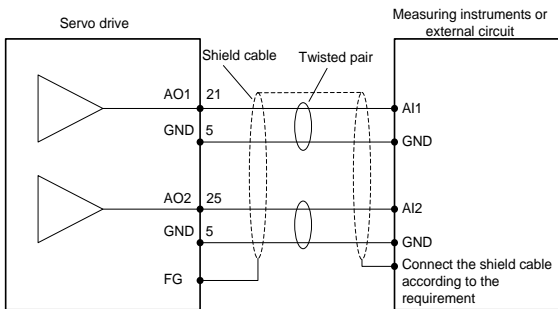 Servo drive
Measuring instruments or
external circuit
Shield cable
Twisted pair
AO1
21
AI1
GND
5
GND
AO2
25
AI2
GND
5
GND
FG
Connect the shield cable
according to the
requirement